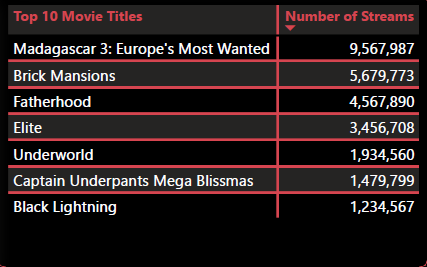 Top 10 Movie Titles Number of Streams
Madagascar 3: Europe's Most Wanted 9,567,987
Brick Mansions 5,679,773
Fatherhood 4,567,890
Elite 3,456,708
Underworld 1,934,560
Captain Underpants Mega Blissmas 1,479,799
Black Lightning 1,234,567